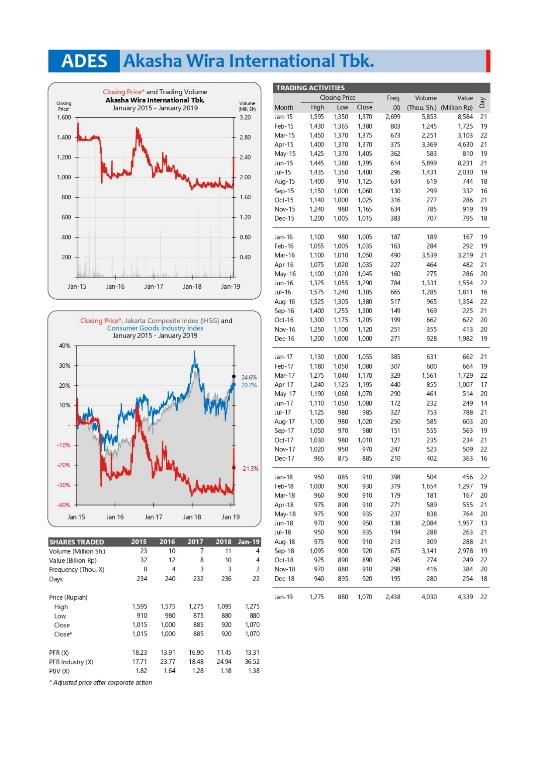 ADES Akasha Wira International Tbk.
Closing Price* and Trading Volume
Akasha Wira International Tbk.
January 2015 - January 2019
Closing Price*
Volume (Mill. Sh)
1,600 3.20
1,400 2.80
1,200 2.40
1,000 2.00
800 1.60
600 1.20
400 0.80
200 0.40
Jan-15 Jan-16 Jan-17 Jan-18 Jan-19
Closing Price*, Jakarta Composite Index (IHSG) and
Consumer Goods Industry Index
January 2015 - January 2019
40%
30%
20%
10%
-
-10%
-20%
-30%
-40%
24.6%
20.7%
-21.3%
Jan 15 Jan 16 Jan 17 Jan 18 Jan 19
SHARES TRADED 2015 2016 2017 2018 Jan-19
Volume (Million Sh.) 23 10 7 11 4
Value (Billion Rp) 32 12 8 10 4
Frequency (Thou. X) 8 4 3 3 2
Days 234 240 232 236 22
Price (Rupiah)
High 1,595 1,575 1,275 1,095 1,275
Low 910 980 875 880 880
Close 1,015 1,000 885 920 1,070
Close* 1,015 1,000 885 920 1,070
PER (X) 18.23 13.91 16.90 11.45 13.31
PER Industry (X) 17.71 23.77 18.48 24.94 36.52
PBV (X) 1.82 1.64 1.28 1.18 1.38
* Adjusted price after corporate action
TRADING ACTIVITIES
Closing Price Freq. Volume Value Day
Month High Low Close (X) (Thou. Sh.) (Million Rp)
Jan-15 1,595 1,350 1,370 2,699 5,853 8,584 21
Feb-15 1,430 1,365 1,380 803 1,245 1,725 19
Mar-15 1,450 1,370 1,375 673 2,251 3,103 22
Apr-15 1,400 1,370 1,370 375 3,369 4,630 21
May-15 1,425 1,370 1,405 362 583 810 19
Jun-15 1,445 1,380 1,395 614 5,899 8,231 21
Jul-15 1,435 1,350 1,400 296 1,431 2,030 19
Aug-15 1,400 910 1,125 634 619 744 18
Sep-15 1,150 1,000 1,060 130 299 332 16
Oct-15 1,140 1,000 1,025 316 277 286 21
Nov-15 1,240 980 1,165 634 785 919 19
Dec-15 1,200 1,005 1,015 383 707 795 18
Jan-16 1,100 980 1,005 187 189 167 19
Feb-16 1,055 1,005 1,035 163 284 292 19
Mar-16 1,100 1,010 1,050 490 3,539 3,219 21
Apr-16 1,075 1,020 1,035 227 464 482 21
May-16 1,100 1,020 1,045 160 275 286 20
Jun-16 1,325 1,055 1,290 784 1,331 1,554 22
Jul-16 1,575 1,240 1,385 665 1,285 1,811 16
Aug-16 1,525 1,305 1,380 517 965 1,354 22
Sep-16 1,400 1,255 1,300 149 169 225 21
Oct-16 1,300 1,175 1,205 199 662 622 20
Nov-16 1,250 1,100 1,120 251 355 413 20
Dec-16 1,200 1,000 1,000 271 928 1,982 19
Jan-17 1,130 1,000 1,055 385 631 662 21
Feb-17 1,180 1,050 1,080 307 600 664 19
Mar-17 1,275 1,040 1,170 329 1,561 1,729 22
Apr-17 1,240 1,125 1,195 440 855 1,007 17
May-17 1,190 1,060 1,070 290 461 514 20
Jun-17 1,110 1,050 1,080 172 232 249 14
Jul-17 1,125 980 985 327 753 788 21
Aug-17 1,100 980 1,020 250 585 603 20
Sep-17 1,050 970 980 151 555 563 19
Oct-17 1,030 980 1,010 121 235 234 21
Nov-17 1,020 950 970 247 523 509 22
Dec-17 965 875 885 210 402 363 16
Jan-18 950 885 910 398 504 456 22
Feb-18 1,000 900 930 319 1,654 1,297 19
Mar-18 960 900 910 179 181 167 20
Apr-18 975 900 910 271 589 555 21
May-18 975 900 935 237 838 764 20
Jun-18 970 900 950 138 2,084 1,957 13
Jul-18 950 900 935 194 288 263 21
Aug-18 975 900 910 213 309 288 21
Sep-18 1,095 900 920 675 3,141 2,978 19
Oct-18 925 890 890 245 274 249 22
Nov-18 970 880 910 298 416 384 20
Dec-18 940 895 920 195 280 254 18
Jan-19 1,275 880 1,070 2,438 4,030 4,339 22